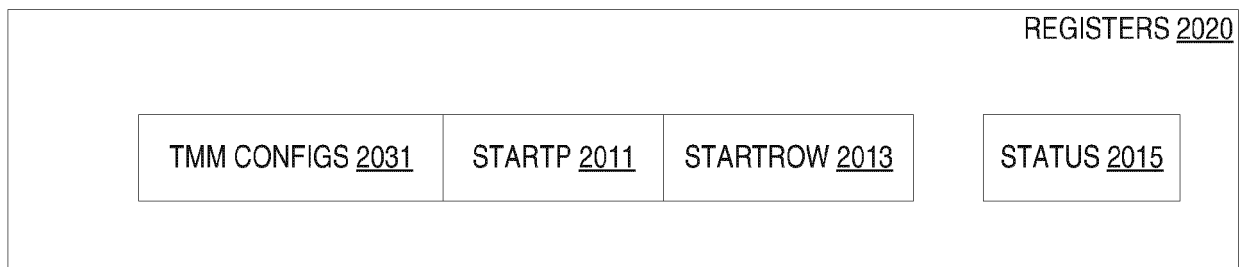 REGISTERS 2020
TMM CONFIGS 2031 STARTP 2011 STARTROW 2013 STATUS 2015